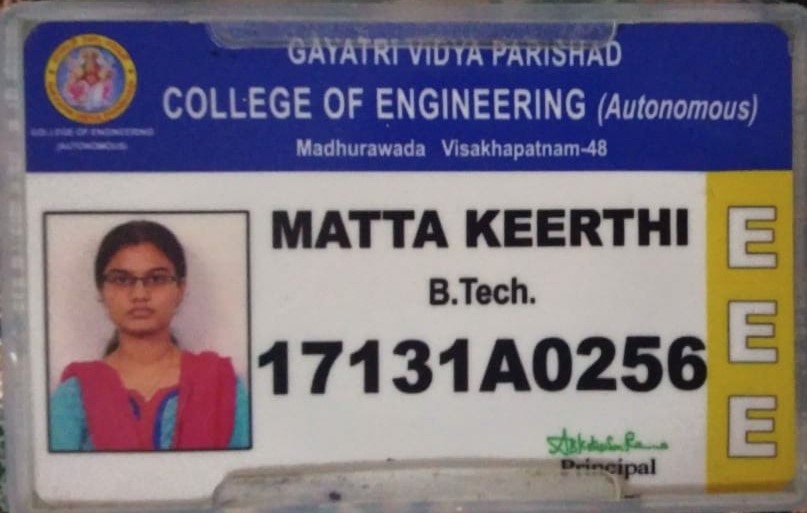 GAYATRI VIDYA PARISHAD
COLLEGE OF ENGINEERING (Autonomous)
Madhurawada Visakhapatnam-48
COLLEGE OF ENGINEERING
(AUTONOMOUS)
MATTA KEERTHI
B.Tech.
17131A0256
Principal
E
E
E